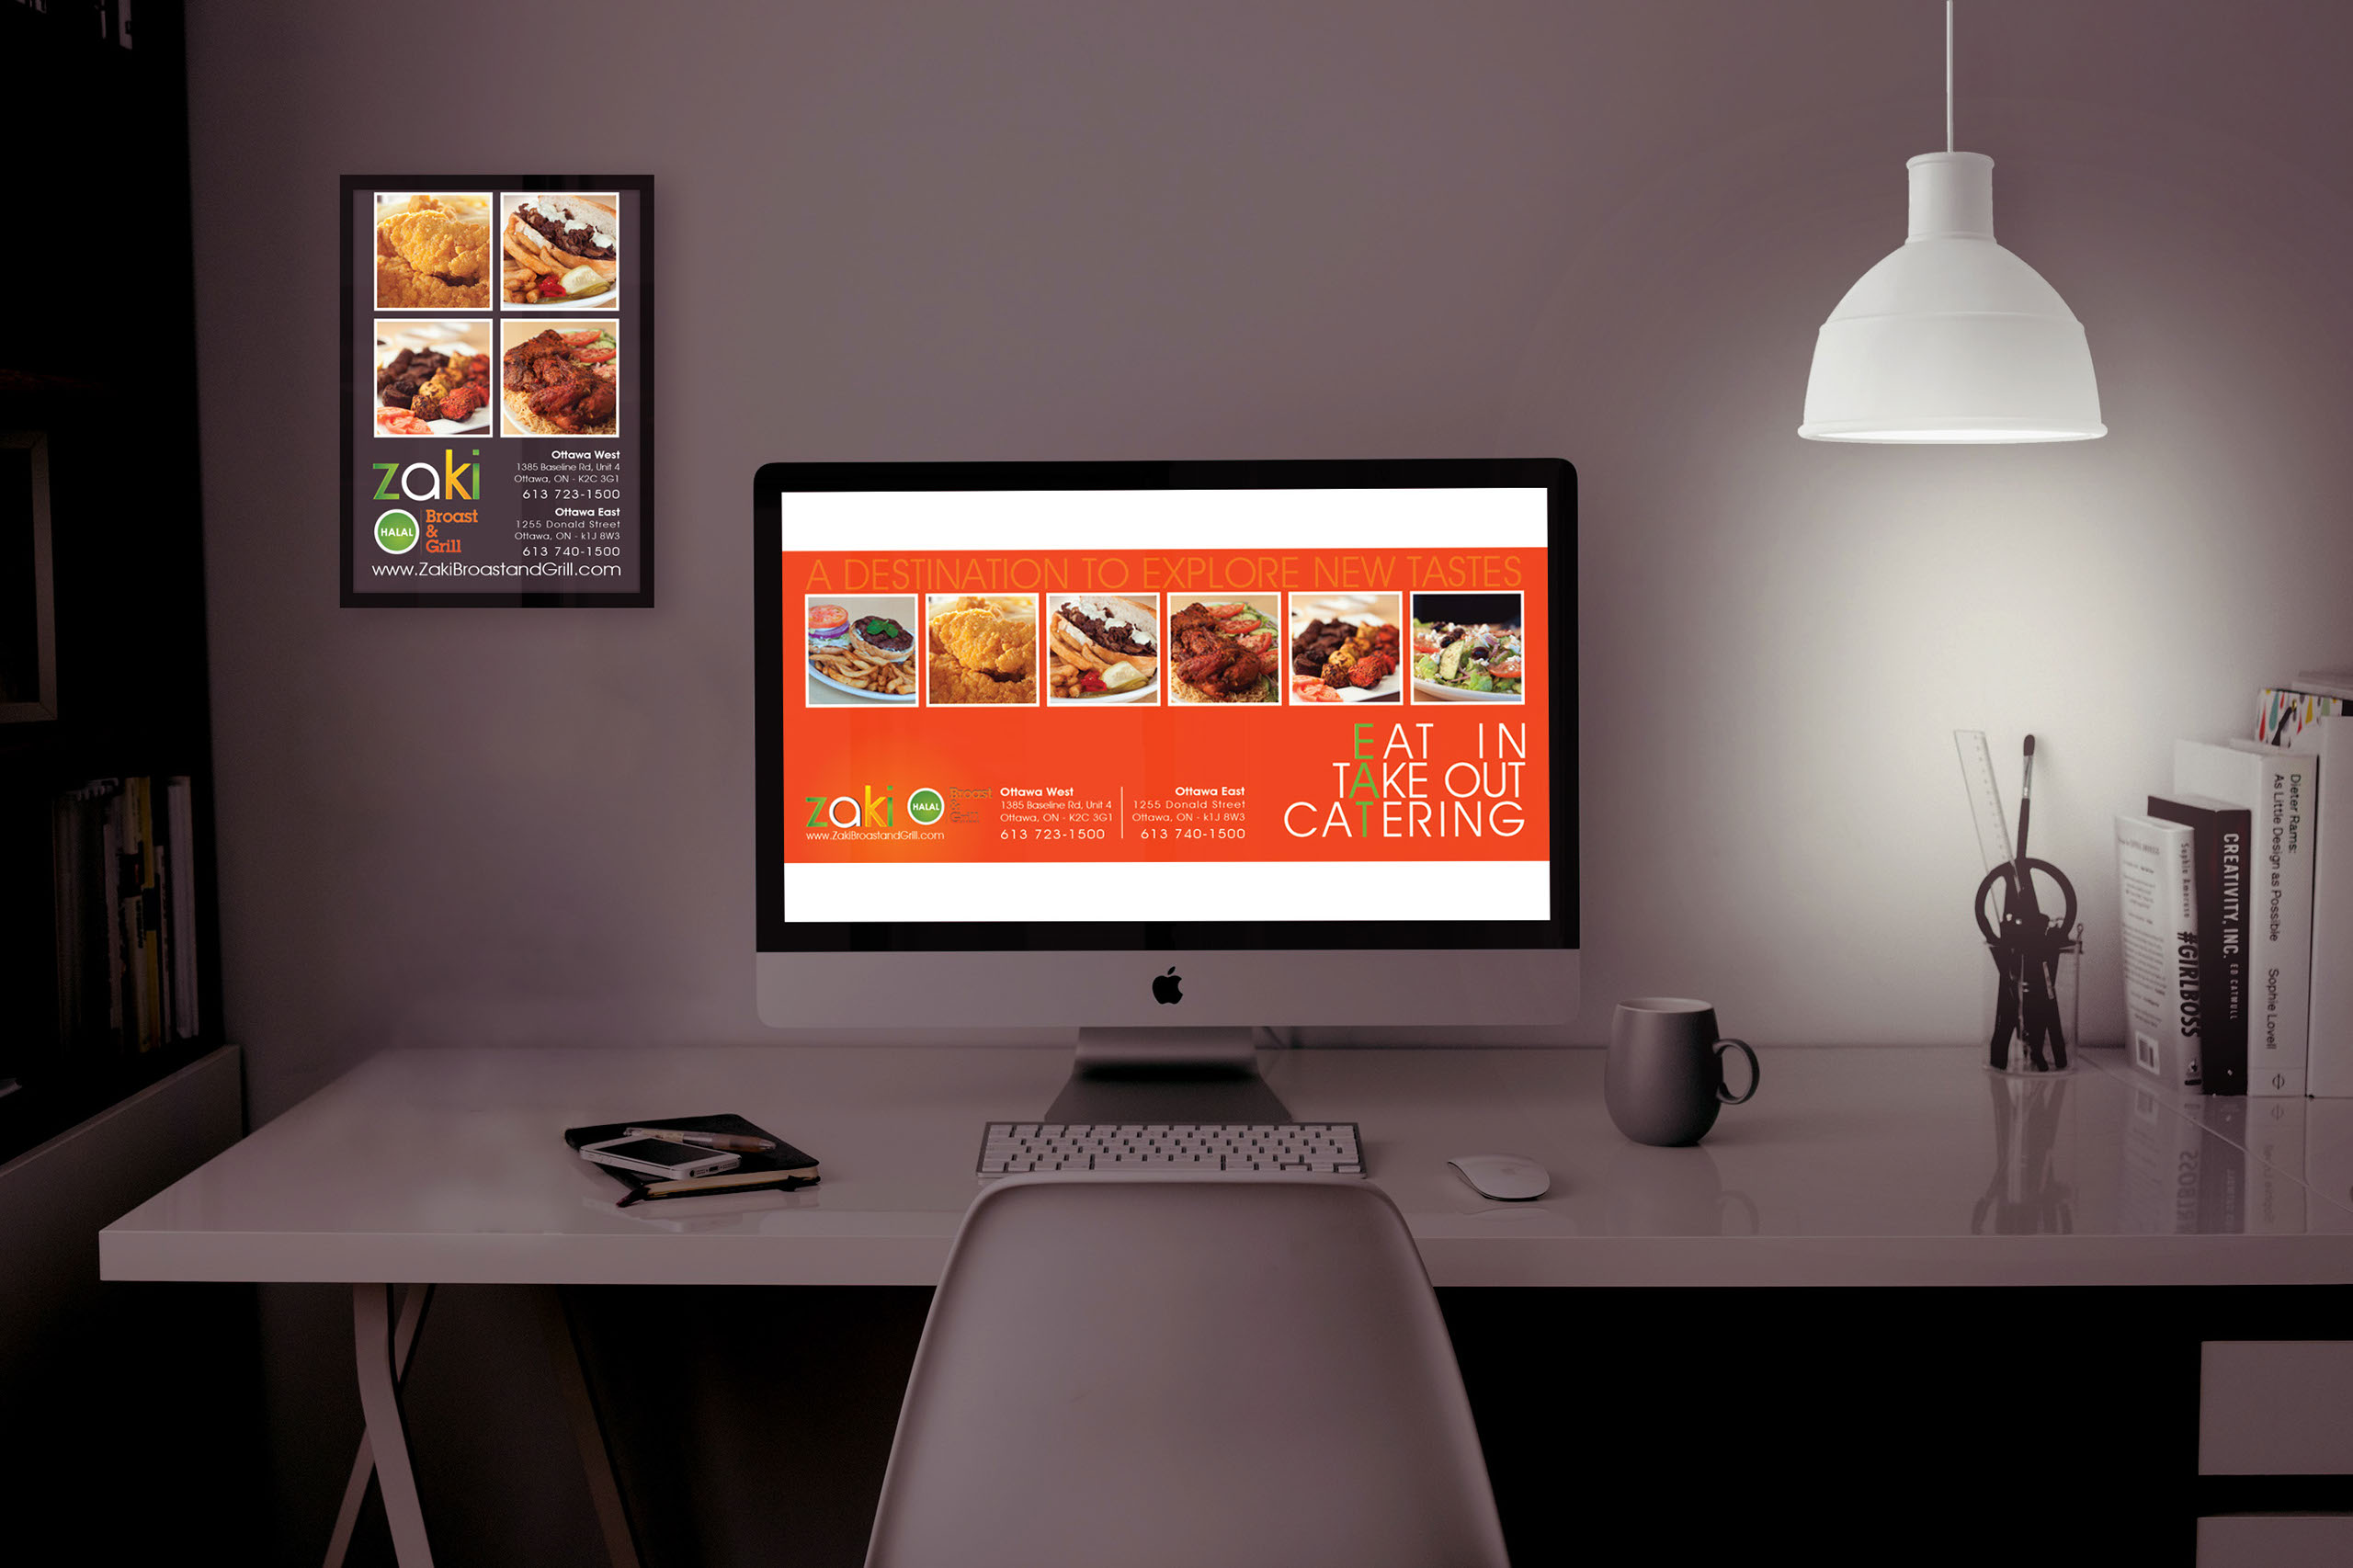 zaki
HALAL
Broast
&
Grill
www.ZakiBroastandGrill.com
Ottawa West
1385 Baseline Rd, Unit 4
Ottawa, ON - K2C 3G1
613 723-1500
Ottawa East
1255 Donald Street
Ottawa, ON - k1J 8W3
613 740-1500
A DESTINATION TO EXPLORE NEW TASTES
EAT IN
TAKE OUT
CATERING
zaki
HALAL
Broast
&
Grill
www.ZakiBroastandGrill.com
Ottawa West
1385 Baseline Rd, Unit 4
Ottawa, ON - K2C 3G1
613 723-1500
Ottawa East
1255 Donald Street
Ottawa, ON - k1J 8W3
613 740-1500
Sophia Amoruso #GIRLBOSS
CREATIVITY, INC. ED CATMULL
Dieter Rams:
As Little Design as Possible Sophie Lovell